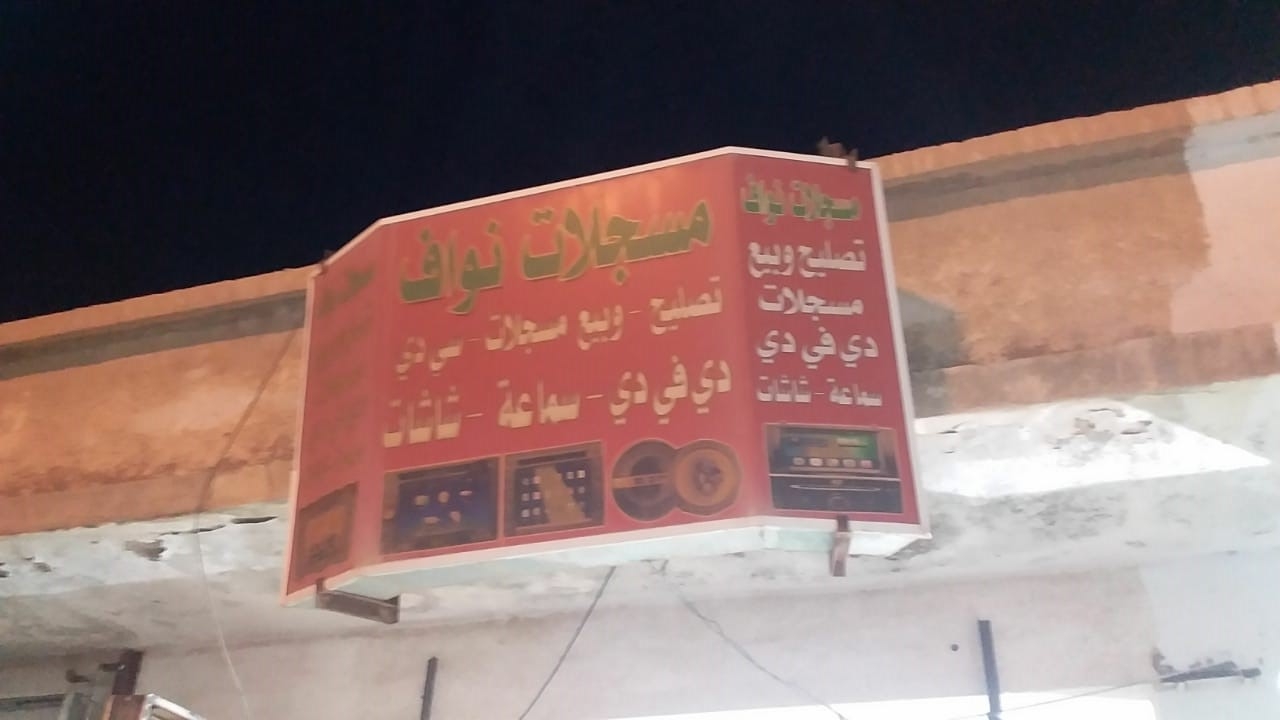 مسجلات نواف
تصليح - وبيع مسجلات - سي دي
دي في دي - سماعة - شاشات
مسجلات نواف
تصليح وبيع
مسجلات
دي في دي
سماعة - شاشات